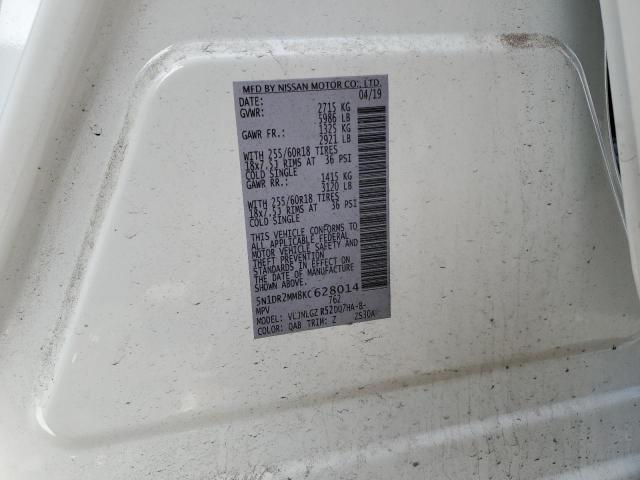 MFD BY NISSAN MOTOR CO., LTD.
DATE: 04/19
GVWR: 2715 KG
5986 LB
GAWR FR.: 1325 KG
2921 LB
WITH 255/60R18 TIRES
18x7.5J RIMS AT 36 PSI
COLD SINGLE
GAWR RR.: 1415 KG
3120 LB
WITH 255/60R18 TIRES
18x7.5J RIMS AT 36 PSI
COLD SINGLE
THIS VEHICLE CONFORMS TO
ALL APPLICABLE FEDERAL
MOTOR VEHICLE SAFETY AND
THEFT PREVENTION
STANDARDS IN EFFECT ON
THE DATE OF MANUFACTURE
SHOWN ABOVE.
5N1DR2MM8KC628014
MPV 762
MODEL: VLJNLGZ R52DU7HA-B-
COLOR: QAB TRIM: Z ZS30A